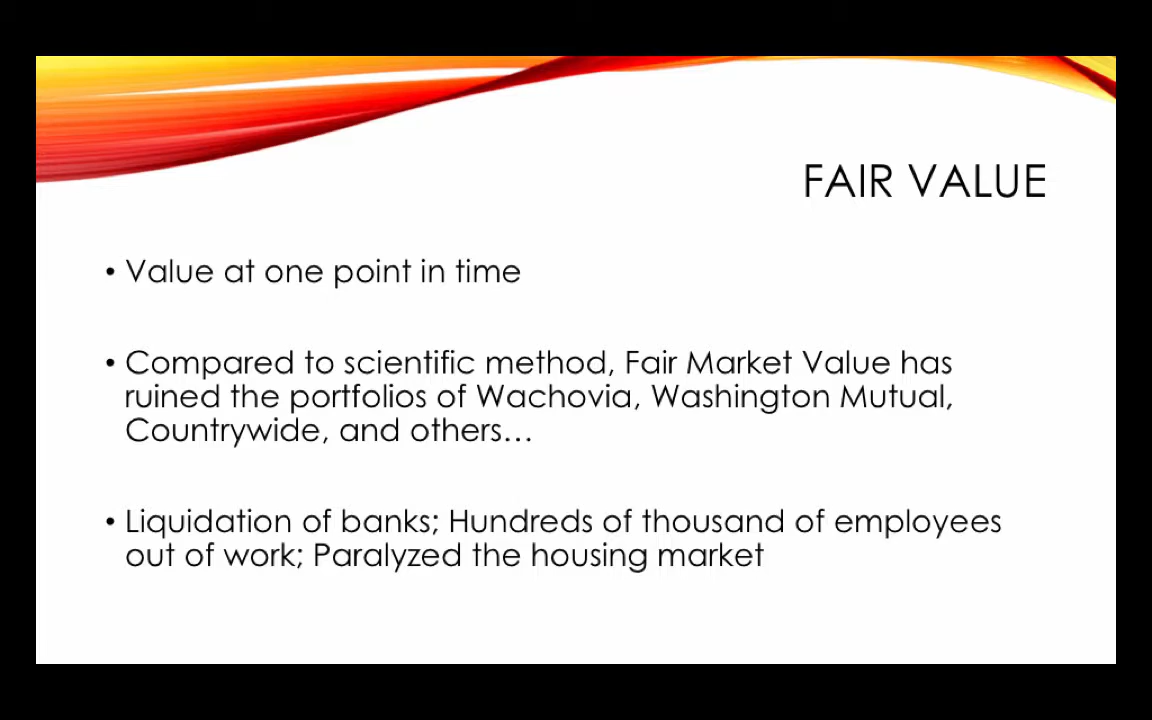 FAIR VALUE
• Value at one point in time
• Compared to scientific method, Fair Market Value has
ruined the portfolios of Wachovia, Washington Mutual,
Countrywide, and others…
• Liquidation of banks; Hundreds of thousand of employees
out of work; Paralyzed the housing market